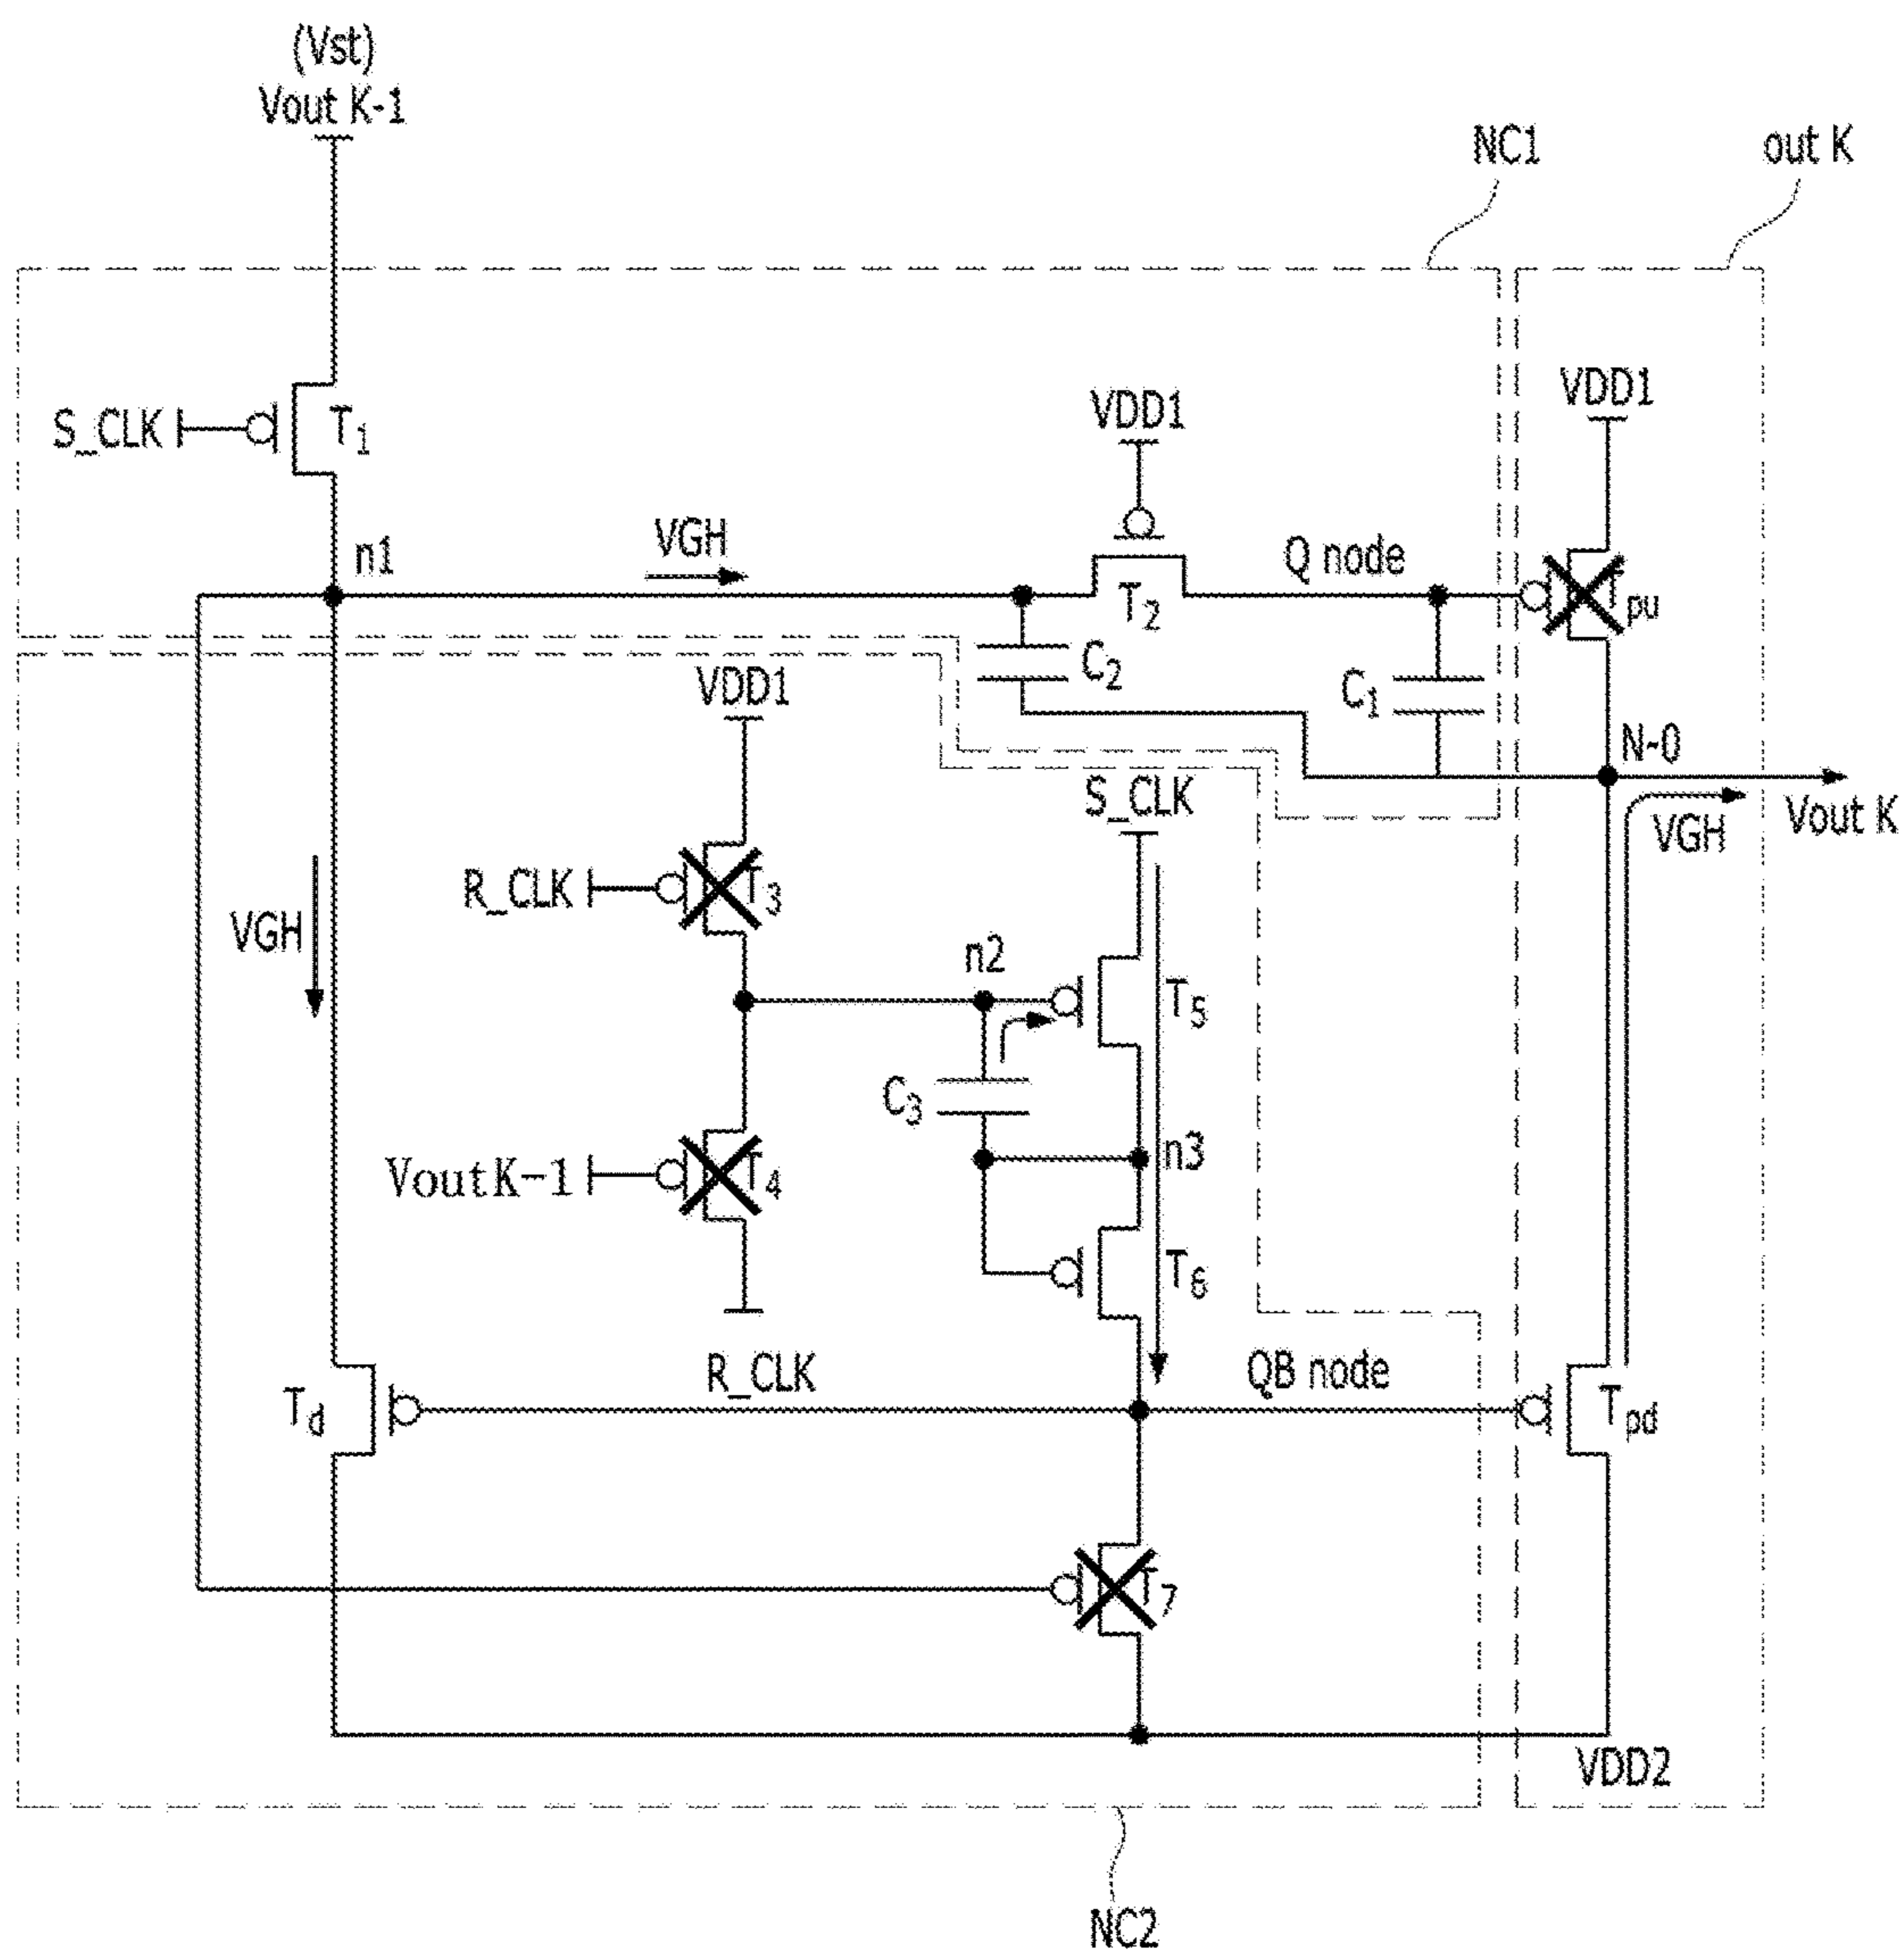 (Vst)
Vout K-1
NC1
out K
S_CLK
T1
VDD1
VDD1
VGH
n1
Q node
T2
Tpu
C2
C1
VDD1
N-0
S_CLK
Vout K
VGH
R_CLK
T3
VGH
n2
T5
C3
n3
VoutK-1
T4
T6
R_CLK
QB node
Td
Tpd
T7
VDD2
NC2